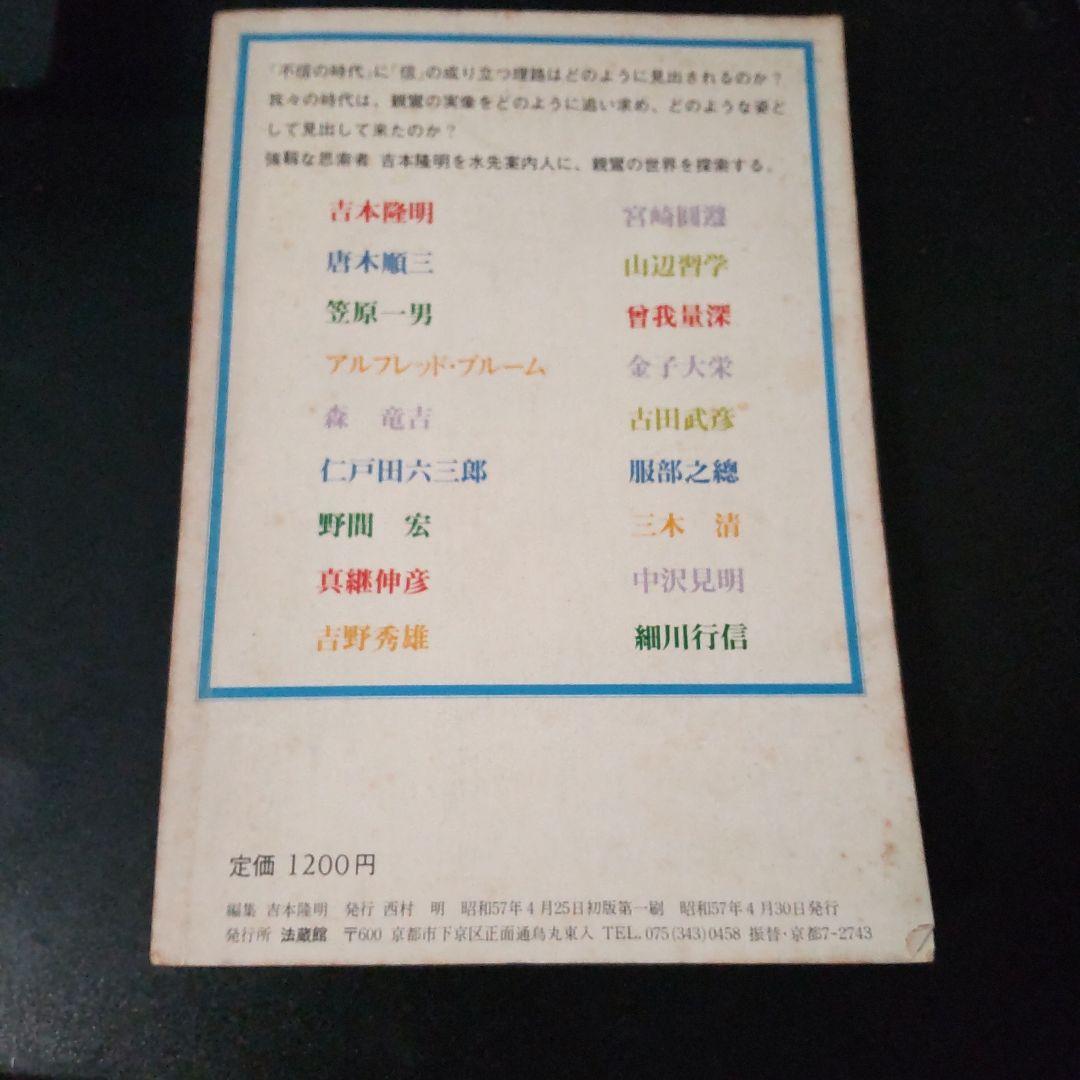 「不信の時代」に「信」の成り立つ理路はどのように見出されるのか?
我々の時代は、親鸞の実像をどのように追い求め、どのような姿と
して見出して来たのか?
強靱な思索者 吉本隆明を水先案内人に、親鸞の世界を探索する。
吉本隆明
唐木順三
笠原一男
アルフレッド・ブルーム
森 竜吉
仁戸田六三郎
野間 宏
真継伸彦
吉野秀雄
宮崎圓遵
山辺習学
曾我量深
金子大栄
古田武彦
服部之總
三木 清
中沢見明
細川行信
定価 1200円
編集 吉本隆明 発行 西村 明 昭和57年4月25日初版第一刷 昭和57年4月30日発行
発行所 法蔵館 〒600 京都市下京区正面通烏丸東入 TEL.075(343)0458 振替・京都7-2743